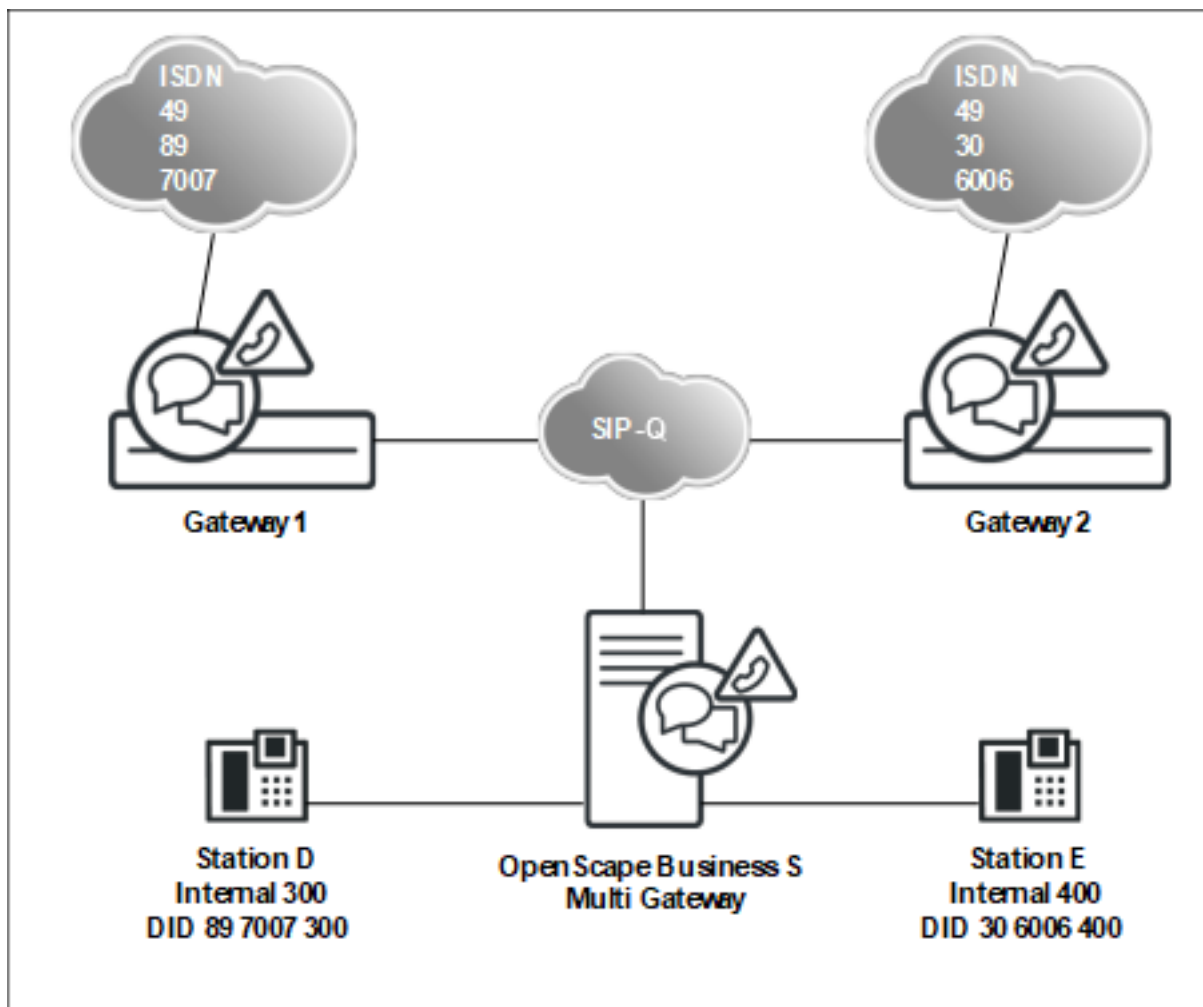 ISDN
49
89
7007
ISDN
49
30
6006
SIP-Q
Gateway 1
Gateway 2
Station D
Internal 300
DID 89 7007 300
OpenScape Business S
Multi Gateway
Station E
Internal 400
DID 30 6006 400